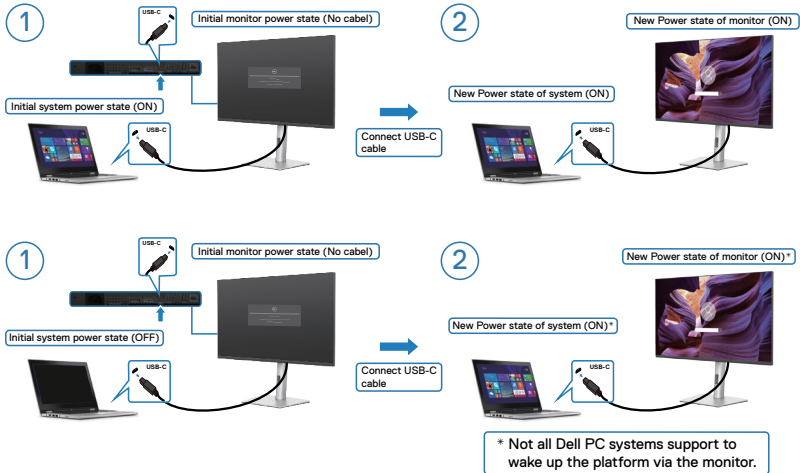 1
USB-C
Initial monitor power state (No cabel)
Initial system power state (ON)
USB-C
Connect USB-C
cable
2
New Power state of monitor (ON)
New Power state of system (ON)
USB-C
1
USB-C
Initial monitor power state (No cabel)
Initial system power state (OFF)
USB-C
Connect USB-C
cable
2
New Power state of monitor (ON)*
New Power state of system (ON)*
USB-C
* Not all Dell PC systems support to
wake up the platform via the monitor.